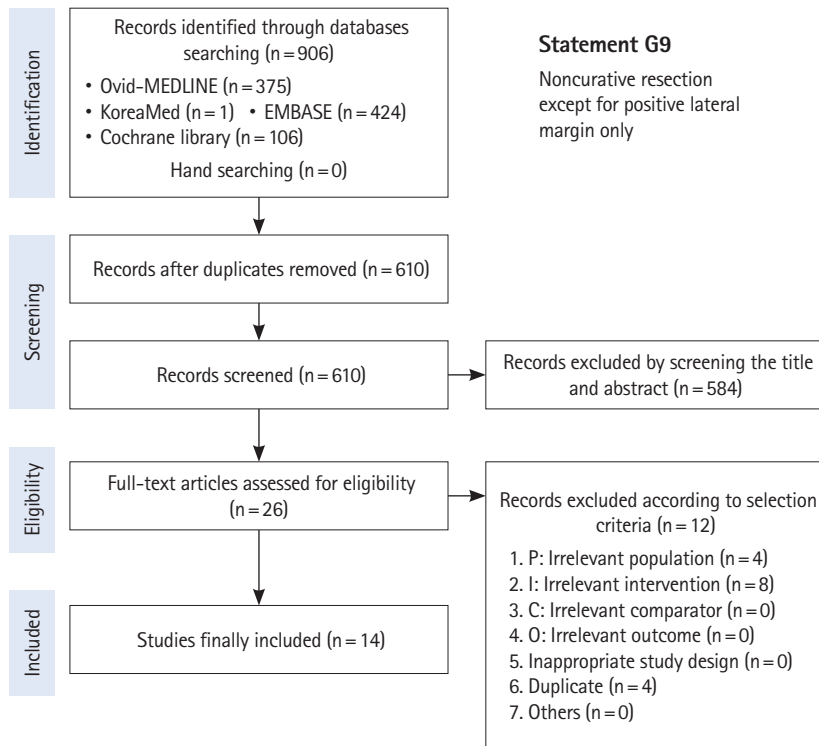 Identification
Records identified through databases
searching (n=906)
• Ovid-MEDLINE (n=375)
• KoreaMed (n=1) • EMBASE (n=424)
• Cochrane library (n=106)
Hand searching (n=0)
Statement G9
Noncurative resection
except for positive lateral
margin only
Screening
Records after duplicates removed (n=610)
Records screened (n=610)
Records excluded by screening the title
and abstract (n=584)
Eligibility
Full-text articles assessed for eligibility
(n=26)
Records excluded according to selection
criteria (n=12)
1. P: Irrelevant population (n=4)
2. I: Irrelevant intervention (n=8)
3. C: Irrelevant comparator (n=0)
4. O: Irrelevant outcome (n=0)
5. Inappropriate study design (n=0)
6. Duplicate (n=4)
7. Others (n=0)
Included
Studies finally included (n=14)